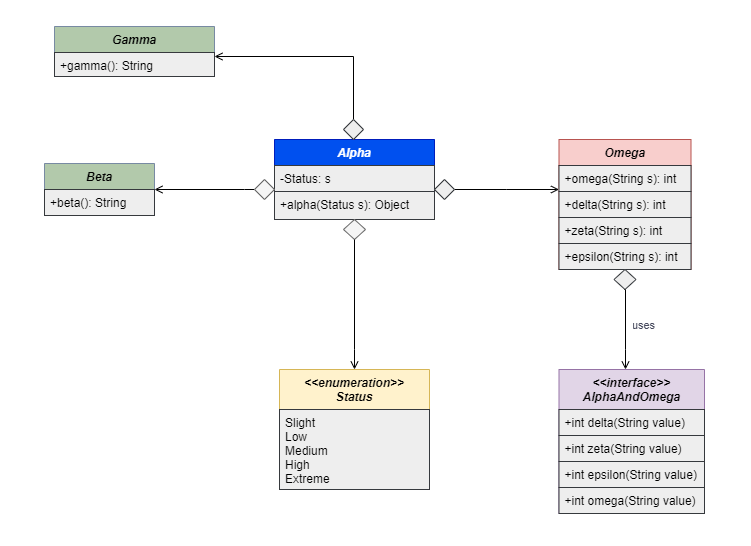 Gamma
+gamma(): String
Alpha
-Status: s
+alpha(Status s): Object
Beta
+beta(): String
Omega
+omega(String s): int
+delta(String s): int
+zeta(String s): int
+epsilon(String s): int
uses
<<enumeration>>
Status
Slight
Low
Medium
High
Extreme
<<interface>>
AlphaAndOmega
+int delta(String value)
+int zeta(String value)
+int epsilon(String value)
+int omega(String value)